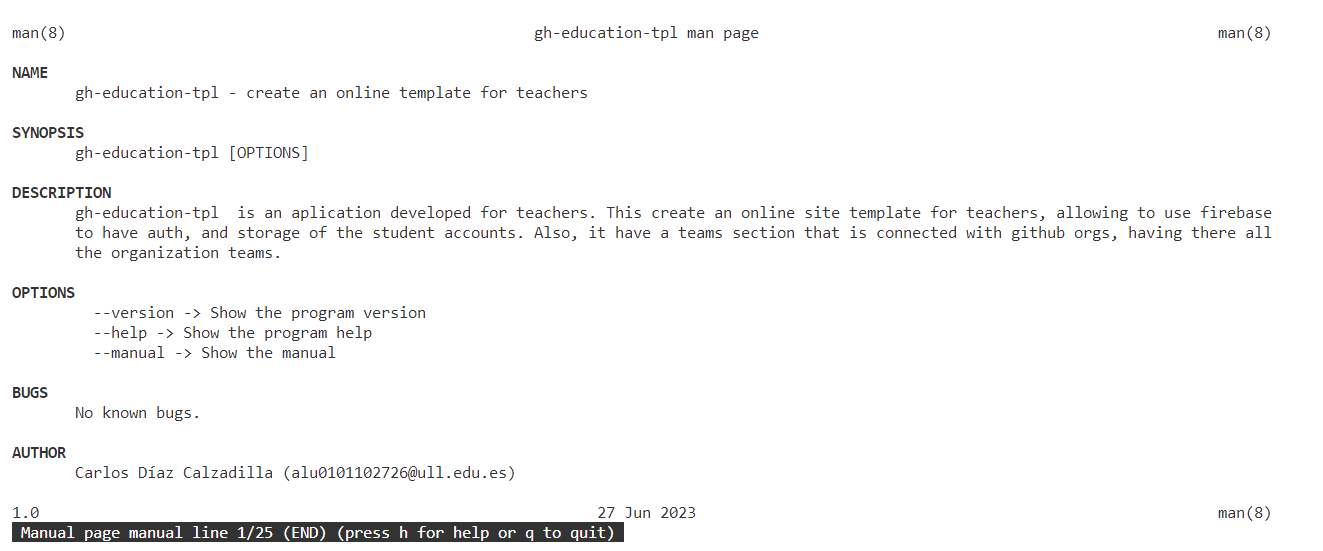 man(8) gh-education-tpl man page man(8)
NAME
gh-education-tpl - create an online template for teachers
SYNOPSIS
gh-education-tpl [OPTIONS]
DESCRIPTION
gh-education-tpl  is an aplication developed for teachers. This create an online site template for teachers, allowing to use firebase
to have auth, and storage of the student accounts. Also, it have a teams section that is connected with github orgs, having there all
the organization teams.
OPTIONS
--version -> Show the program version
--help -> Show the program help
--manual -> Show the manual
BUGS
No known bugs.
AUTHOR
Carlos Díaz Calzadilla (alu0101102726@ull.edu.es)
1.0 27 Jun 2023 man(8)
Manual page manual line 1/25 (END) (press h for help or q to quit)